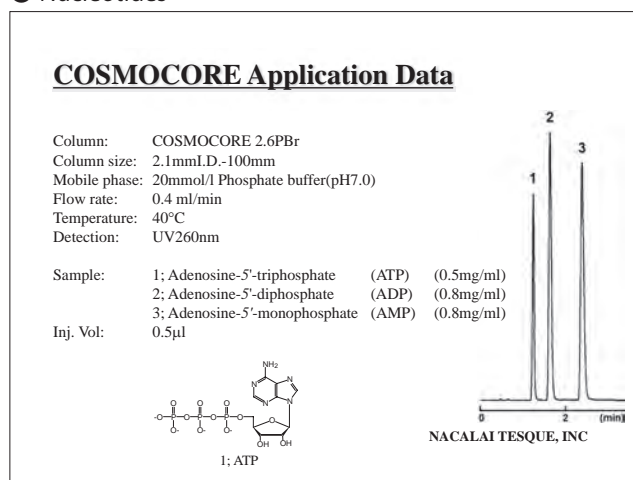 Nucleotides
COSMOCORE Application Data
Column: COSMOCORE 2.6PBr
Column size: 2.1mmI.D.-100mm
Mobile phase: 20mmol/l Phosphate buffer(pH7.0)
Flow rate: 0.4 ml/min
Temperature: 40°C
Detection: UV260nm
Sample: 1; Adenosine-5'-triphosphate (ATP) (0.5mg/ml)
2; Adenosine-5'-diphosphate (ADP) (0.8mg/ml)
3; Adenosine-5'-monophosphate (AMP) (0.8mg/ml)
Inj. Vol: 0.5μl
1
2
3
0 2 (min)
NH2
N N
N N
O O O
-O-P-O-P-O-P-O O
O- O- O-
OH OH
1; ATP
NACALAI TESQUE, INC